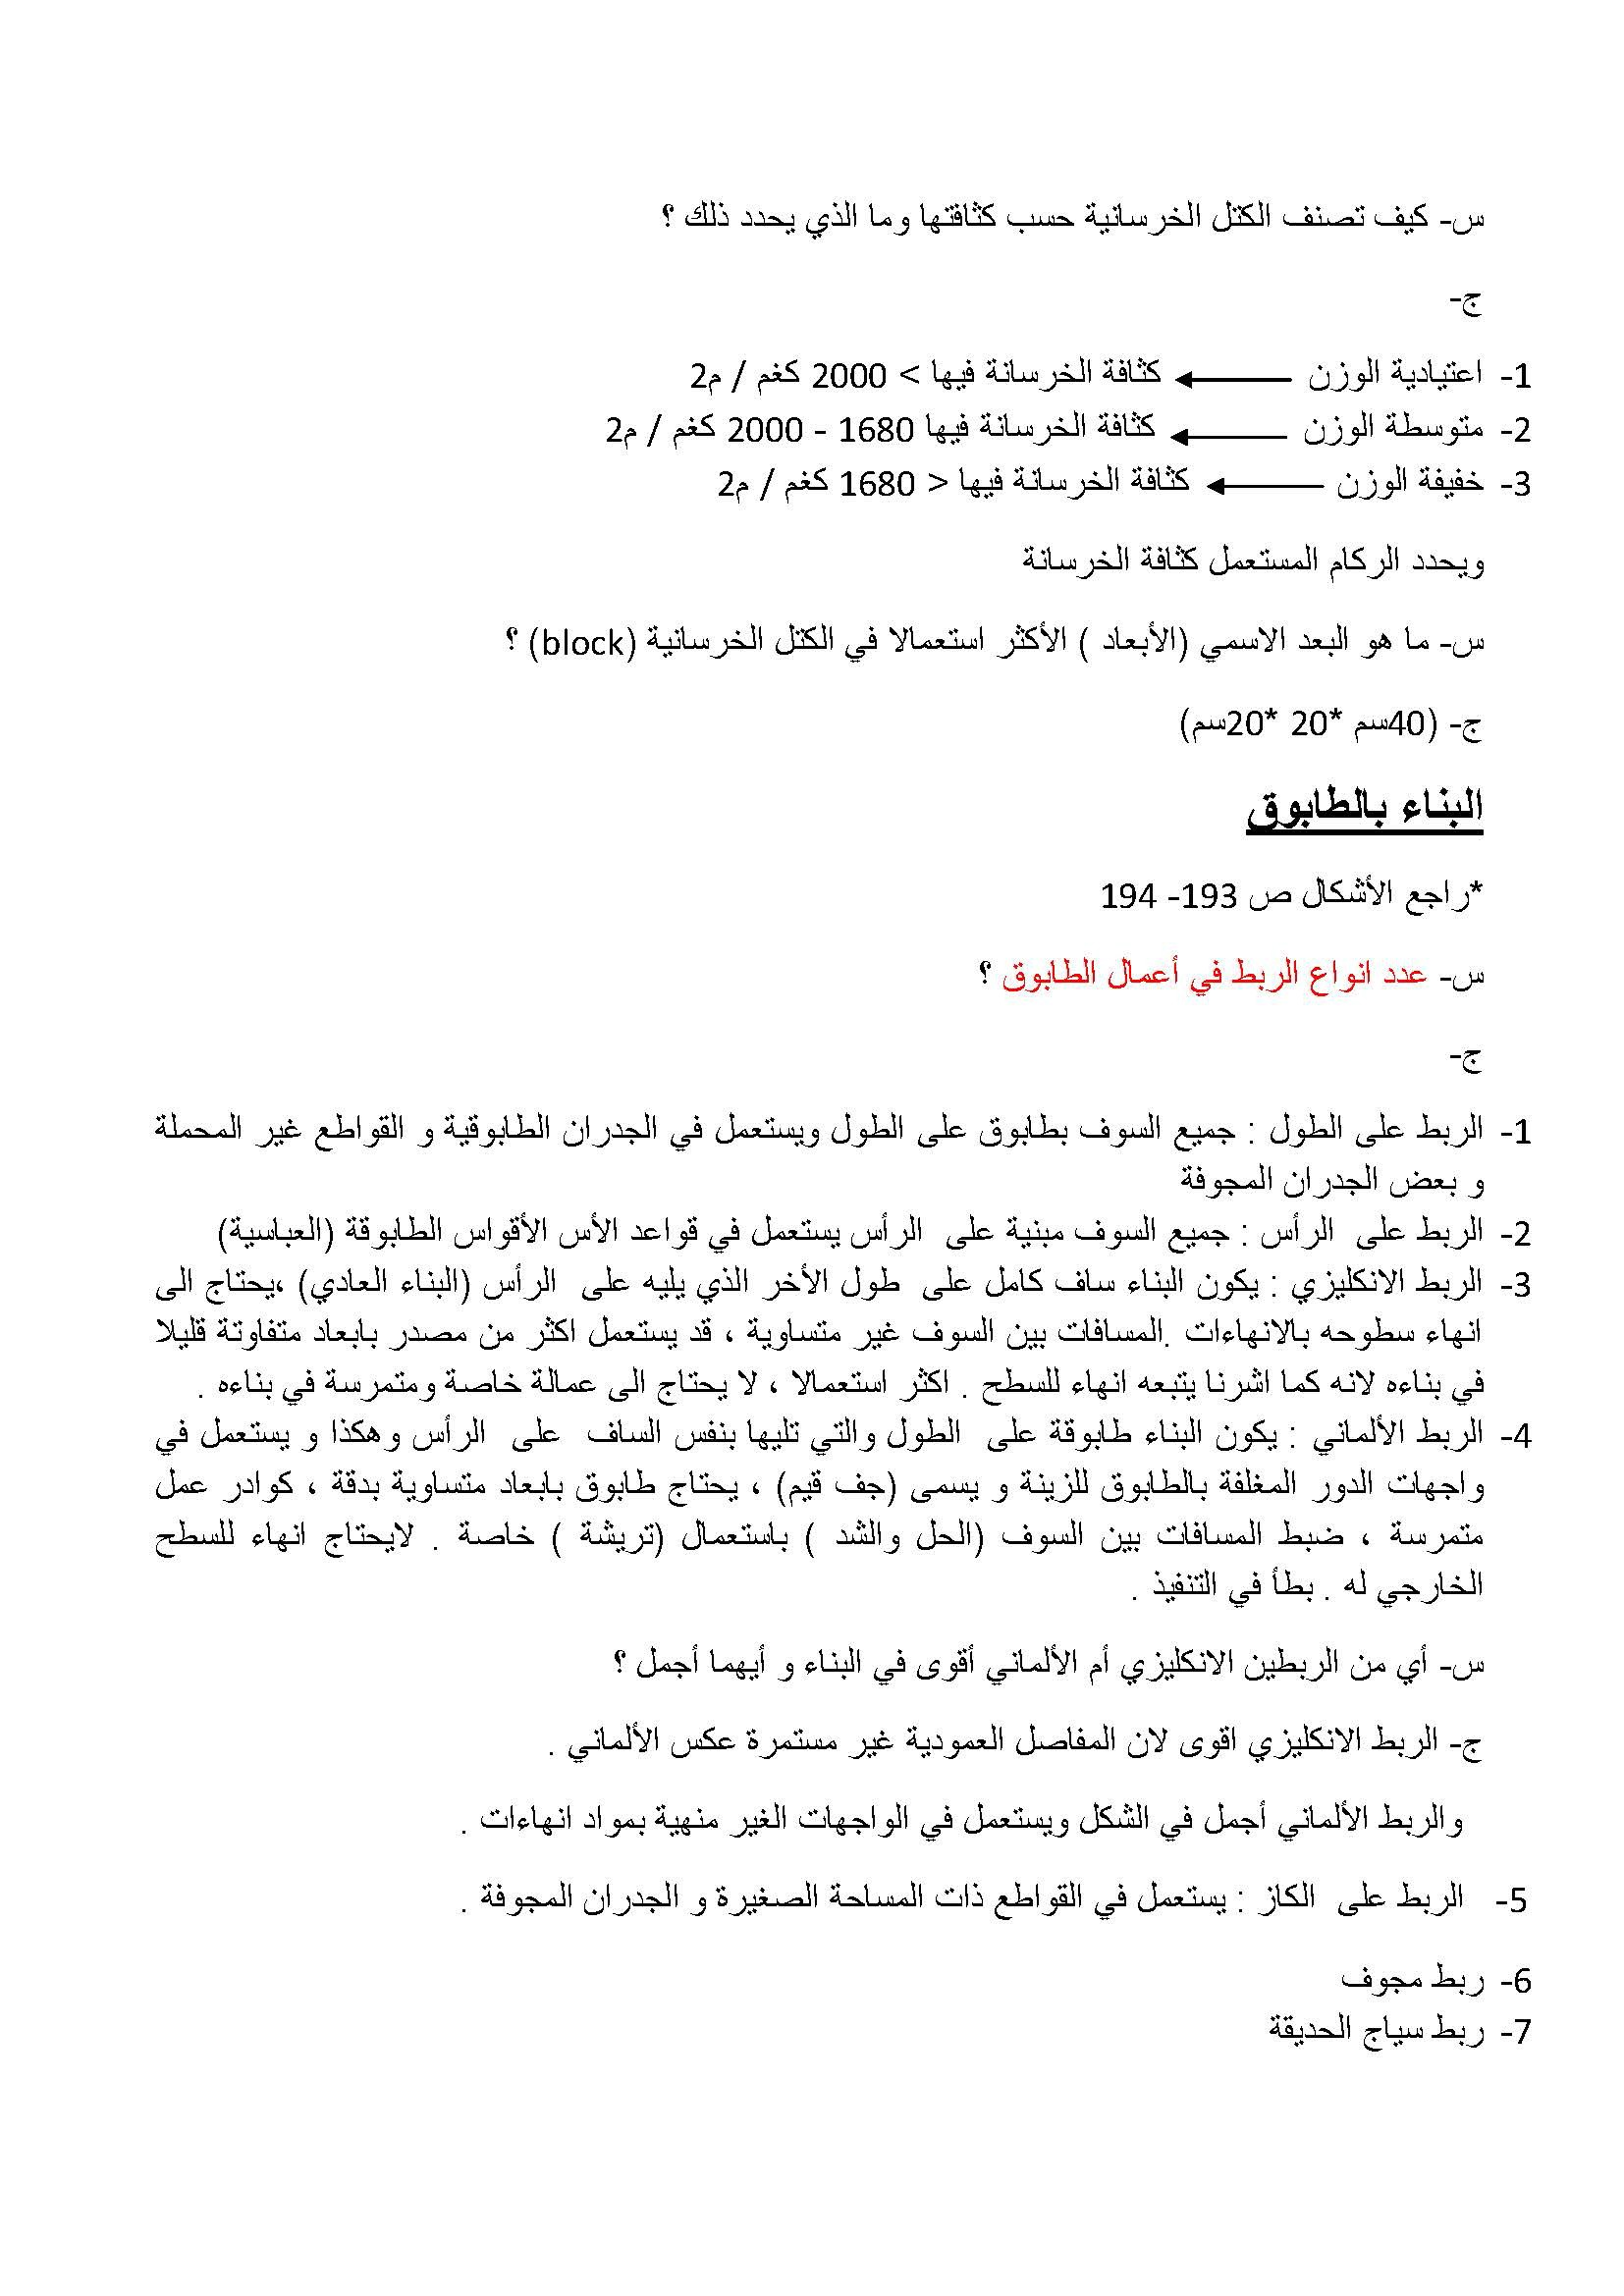 س- كيف تصنف الكتل الخرسانية حسب كثاقتها وما الذي يحدد ذلك ؟
ج-
1- اعتيادية الوزن ← كثافة الخرسانة فيها > 2000 كغم / م2
2- متوسطة الوزن ← كثافة الخرسانة فيها 1680 - 2000 كغم / م2
3- خفيفة الوزن ← كثافة الخرسانة فيها < 1680 كغم / م2
ويحدد الركام المستعمل كثافة الخرسانة
س- ما هو البعد الاسمي (الأبعاد ) الأكثر استعمالا في الكتل الخرسانية (block) ؟
ج- (40سم *20 *20سم)
البناء بالطابوق
*راجع الأشكال ص 193- 194
س- عدد انواع الربط في أعمال الطابوق ؟
ج-
1- الربط على الطول : جميع السوف بطابوق على الطول ويستعمل في الجدران الطابوقية و القواطع غير المحملة
و بعض الجدران المجوفة
2- الربط على الرأس : جميع السوف مبنية على الرأس يستعمل في قواعد الأس الأقواس الطابوقة (العباسية)
3- الربط الانكليزي : يكون البناء ساف كامل على طول الأخر الذي يليه على الرأس (البناء العادي) ،يحتاج الى
انهاء سطوحه بالانهاءات .المسافات بين السوف غير متساوية ، قد يستعمل اكثر من مصدر بابعاد متفاوتة قليلا
في بناءه لانه كما اشرنا يتبعه انهاء للسطح . اكثر استعمالا ، لا يحتاج الى عمالة خاصة ومتمرسة في بناءه .
4- الربط الألماني : يكون البناء طابوقة على الطول والتي تليها بنفس الساف على الرأس وهكذا و يستعمل في
واجهات الدور المغلفة بالطابوق للزينة و يسمى (جف قيم) ، يحتاج طابوق بابعاد متساوية بدقة ، كوادر عمل
متمرسة ، ضبط المسافات بين السوف (الحل والشد ) باستعمال (تريشة ) خاصة . لايحتاج انهاء للسطح
الخارجي له . بطأ في التنفيذ .
س- أي من الربطين الانكليزي أم الألماني أقوى في البناء و أيهما أجمل ؟
ج- الربط الانكليزي اقوى لان المفاصل العمودية غير مستمرة عكس الألماني .
والربط الألماني أجمل في الشكل ويستعمل في الواجهات الغير منهية بمواد انهاءات .
5- الربط على الكاز : يستعمل في القواطع ذات المساحة الصغيرة و الجدران المجوفة .
6- ربط مجوف
7- ربط سياج الحديقة